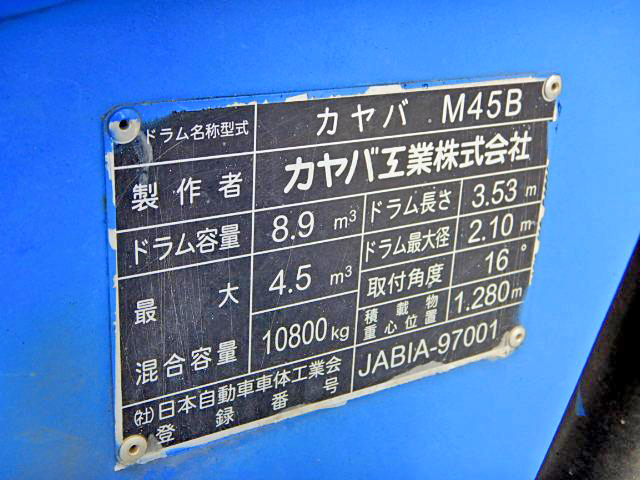 ドラム名称型式 カヤバ M45B
製作者 カヤバ工業株式会社
ドラム容量 8.9 m³ ドラム長さ 3.53 m
ドラム最大径 2.10 m
最大 4.5 m³ 取付角度 16 °
混合容量 10800 kg 積載物重心位置 1.280 m
(社)日本自動車車体工業会
登録番号 JABIA-97001